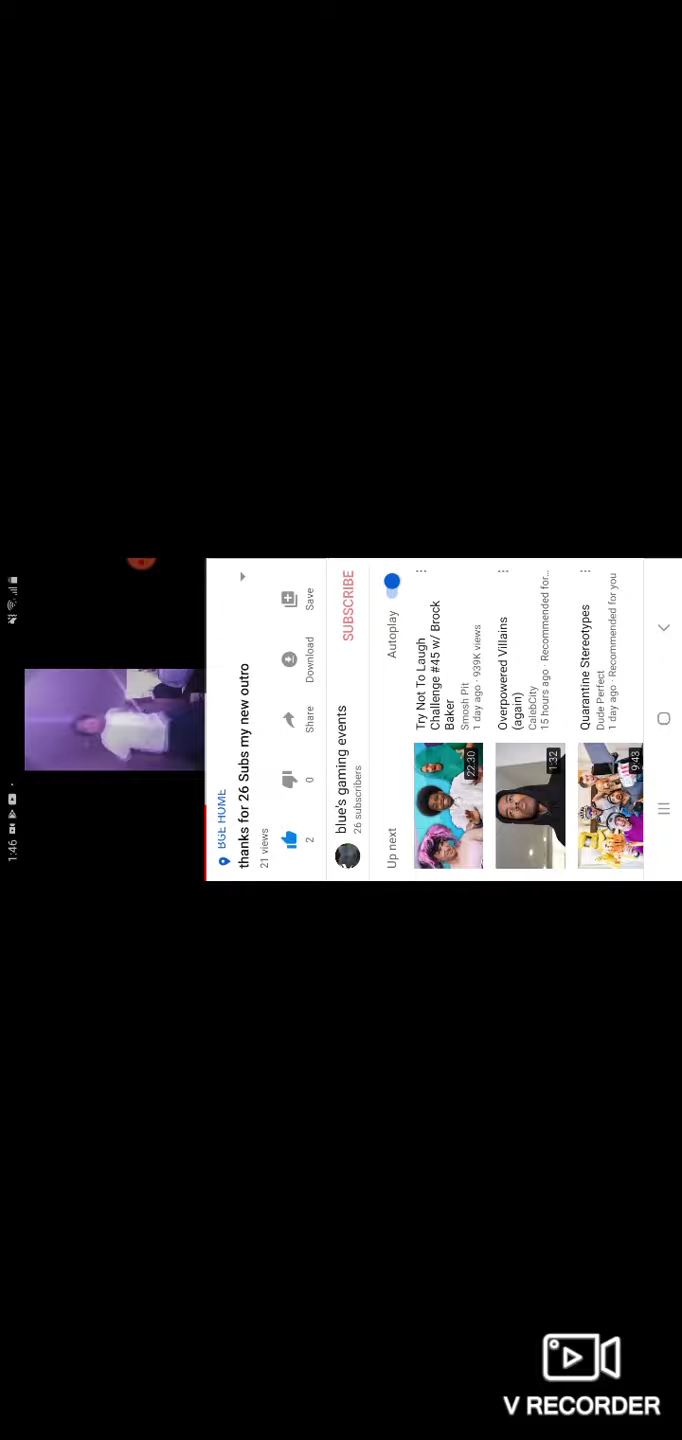 1:46
BGE HOME
thanks for 26 Subs my new outro
21 views
2
0
Share
Download
Save
blue's gaming events
26 subscribers
SUBSCRIBE
Up next
Autoplay
22:30
Try Not To Laugh
Challenge #45 w/ Brock
Baker
Smosh Pit
1 day ago · 939K views
1:32
Overpowered Villains
(again)
CalebCity
15 hours ago · Recommended for...
9:43
Quarantine Stereotypes
Dude Perfect
1 day ago · Recommended for you
V RECORDER